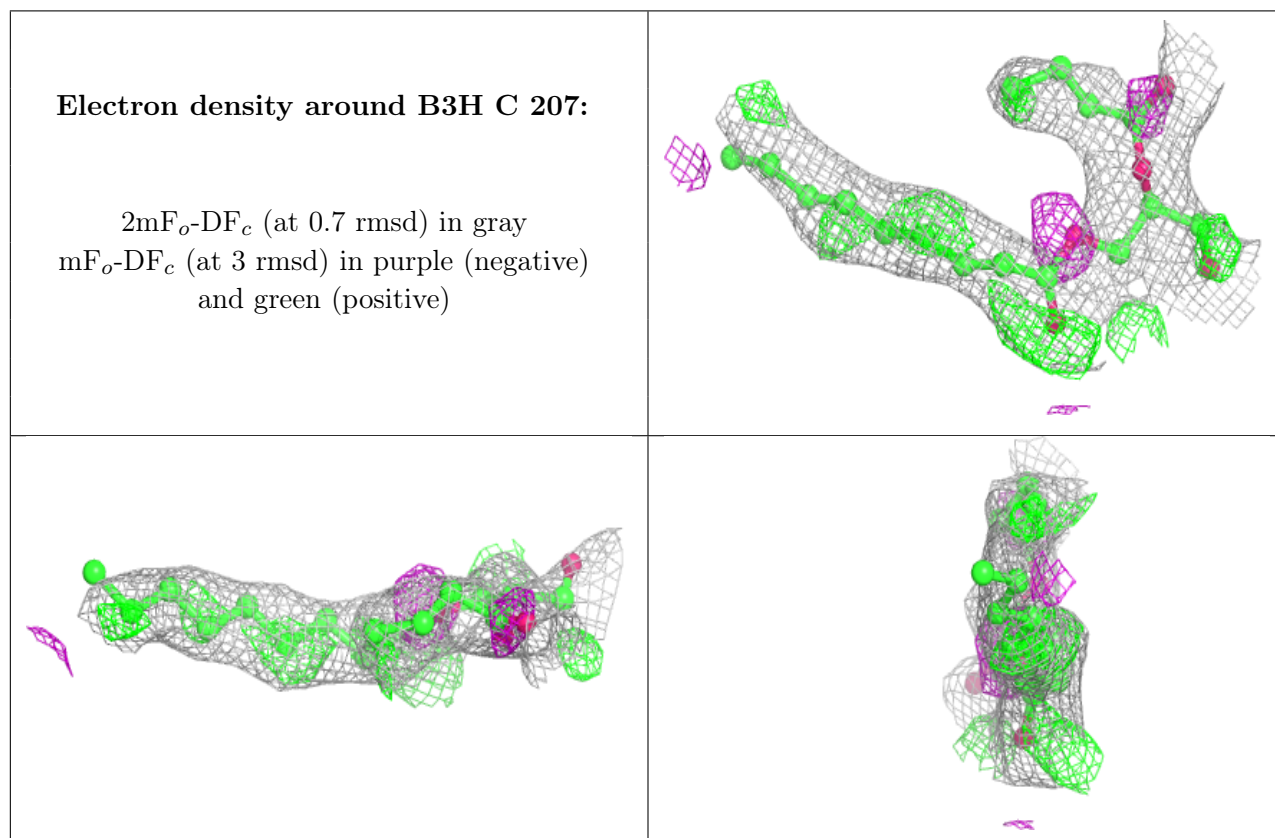 Electron density around B3H C 207:
2mFo-DFc (at 0.7 rmsd) in gray
mFo-DFc (at 3 rmsd) in purple (negative)
and green (positive)